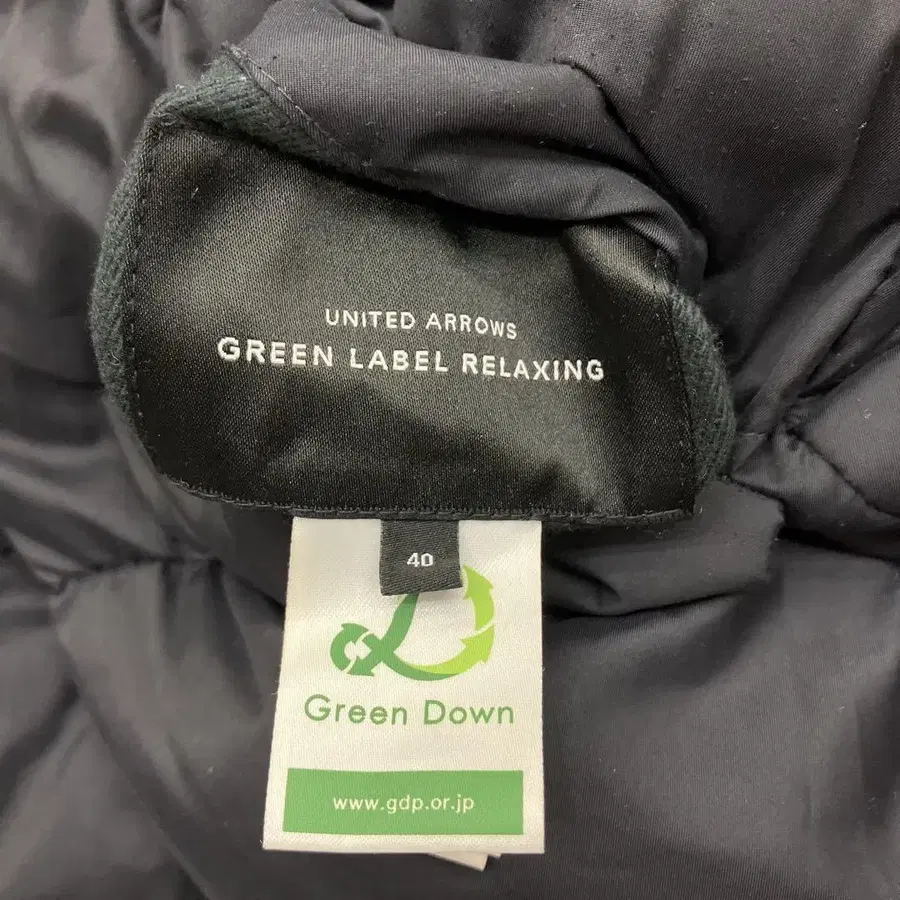 UNITED ARROWS
GREEN LABEL RELAXING
40
Green Down
www.gdp.or.jp